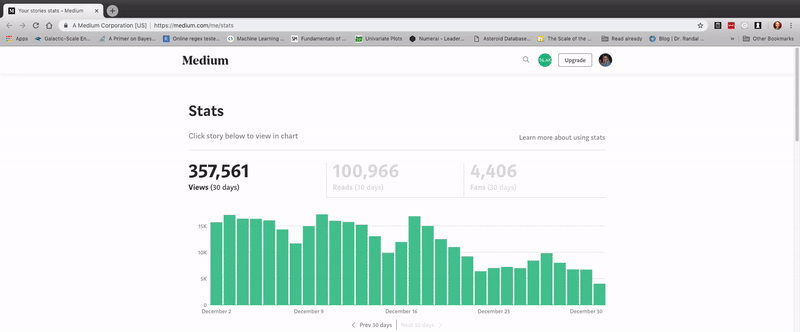 Your stories stats – Medium
A Medium Corporation [US] | https://medium.com/me/stats
Apps Galactic-Scale En... A Primer on Bayes... Online regex teste... Machine Learning ... Fundamentals of ... Univariate Plots Numerai - Leader... Asteroid Database... The Scale of the ... Read already Blog | Dr. Randal ... » Other Bookmarks
Medium
Upgrade
Stats
Click story below to view in chart
Learn more about using stats
357,561 100,966 4,406
Views (30 days) Reads (30 days) Fans (30 days)
15K
10K
5K
0
December 2 December 9 December 16 December 23 December 30
Prev 30 days Next 30 days